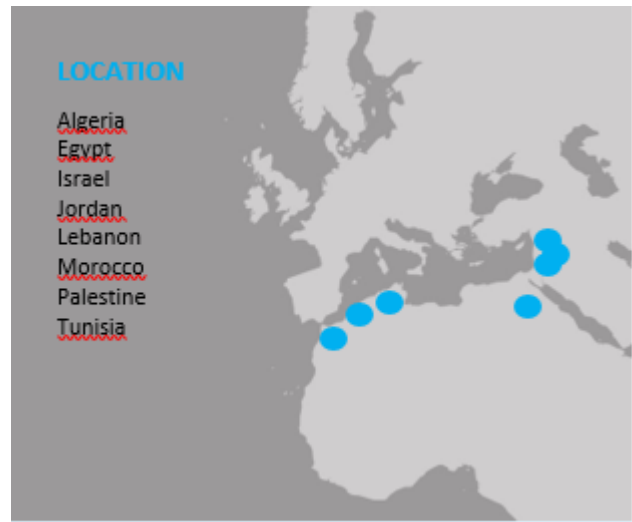 LOCATION
Algeria
Egypt
Israel
Jordan
Lebanon
Morocco
Palestine
Tunisia